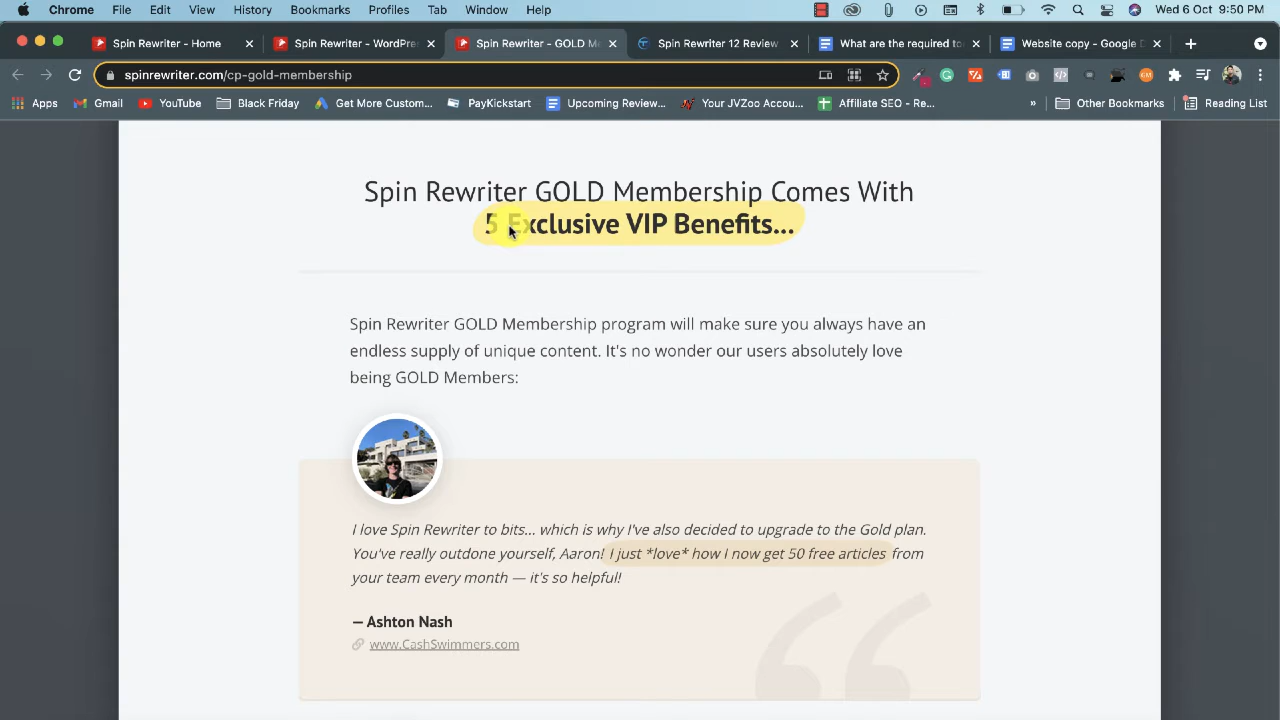 Chrome File Edit View History Bookmarks Profiles Tab Window Help Wed 6 Oct 9:50 PM
Spin Rewriter - Home Spin Rewriter - WordPre Spin Rewriter - GOLD M Spin Rewriter 12 Review What are the required to Website copy - Google D
spinrewriter.com/cp-gold-membership
Apps Gmail YouTube Black Friday Get More Custom... PayKickstart Upcoming Review... Your JVZoo Accou... Affiliate SEO - Re... » Other Bookmarks Reading List
Spin Rewriter GOLD Membership Comes With
5 Exclusive VIP Benefits...
Spin Rewriter GOLD Membership program will make sure you always have an
endless supply of unique content. It's no wonder our users absolutely love
being GOLD Members:
I love Spin Rewriter to bits... which is why I've also decided to upgrade to the Gold plan.
You've really outdone yourself, Aaron! I just *love* how I now get 50 free articles from
your team every month — it's so helpful!
— Ashton Nash
www.CashSwimmers.com